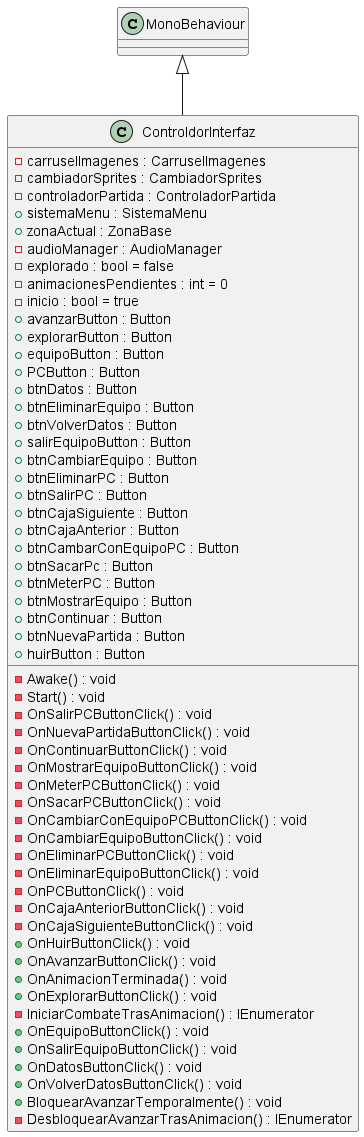 C MonoBehaviour
C ControldorInterfaz
carruselImagenes : CarruselImagenes
cambiadorSprites : CambiadorSprites
controladorPartida : ControladorPartida
sistemaMenu : SistemaMenu
zonaActual : ZonaBase
audioManager : AudioManager
explorado : bool = false
animacionesPendientes : int = 0
inicio : bool = true
avanzarButton : Button
explorarButton : Button
equipoButton : Button
PCButton : Button
btnDatos : Button
btnEliminarEquipo : Button
btnVolverDatos : Button
salirEquipoButton : Button
btnCambiarEquipo : Button
btnEliminarPC : Button
btnSalirPC : Button
btnCajaSiguiente : Button
btnCajaAnterior : Button
btnCambarConEquipoPC : Button
btnSacarPc : Button
btnMeterPC : Button
btnMostrarEquipo : Button
btnContinuar : Button
btnNuevaPartida : Button
huirButton : Button
Awake() : void
Start() : void
OnSalirPCButtonClick() : void
OnNuevaPartidaButtonClick() : void
OnContinuarButtonClick() : void
OnMostrarEquipoButtonClick() : void
OnMeterPCButtonClick() : void
OnSacarPCButtonClick() : void
OnCambiarConEquipoPCButtonClick() : void
OnCambiarEquipoButtonClick() : void
OnEliminarPCButtonClick() : void
OnEliminarEquipoButtonClick() : void
OnPCButtonClick() : void
OnCajaAnteriorButtonClick() : void
OnCajaSiguienteButtonClick() : void
OnHuirButtonClick() : void
OnAvanzarButtonClick() : void
OnAnimacionTerminada() : void
OnExplorarButtonClick() : void
IniciarCombateTrasAnimacion() : IEnumerator
OnEquipoButtonClick() : void
OnSalirEquipoButtonClick() : void
OnDatosButtonClick() : void
OnVolverDatosButtonClick() : void
BloquearAvanzarTemporalmente() : void
DesbloquearAvanzarTrasAnimacion() : IEnumerator